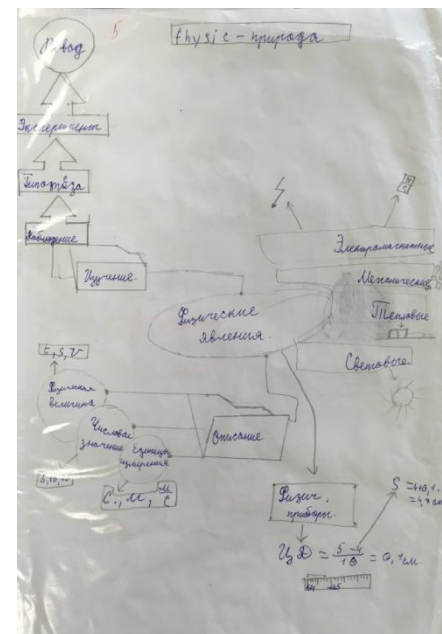 Вывод
5
Physic - природа
Эксперимент
Гипотеза
Наблюдение
Изучение
Электромагнитные
Механические
Тепловые
Физические
явления.
Световые
t, S, V
Физическая
величина
Числовое
значение
Единицы
измерения
Описание
с., м, м/с
Физич.
приборы.
ЦД = 5-4/10 = 0,1 см
S